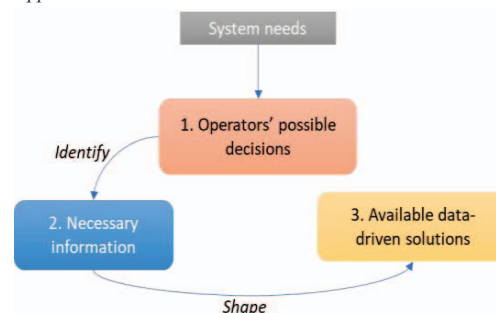 System needs
1. Operators' possible
decisions
Identify
2. Necessary
information
3. Available data-
driven solutions
Shape